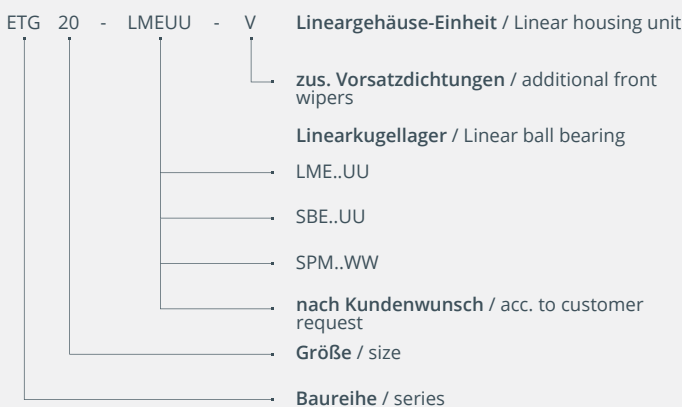 ETG 20 - LMEUU - V Lineargehäuse-Einheit / Linear housing unit
zus. Vorsatzdichtungen / additional front
wipers
Linearkugellager / Linear ball bearing
LME..UU
SBE..UU
SPM..WW
nach Kundenwunsch / acc. to customer
request
Größe / size
Baureihe / series